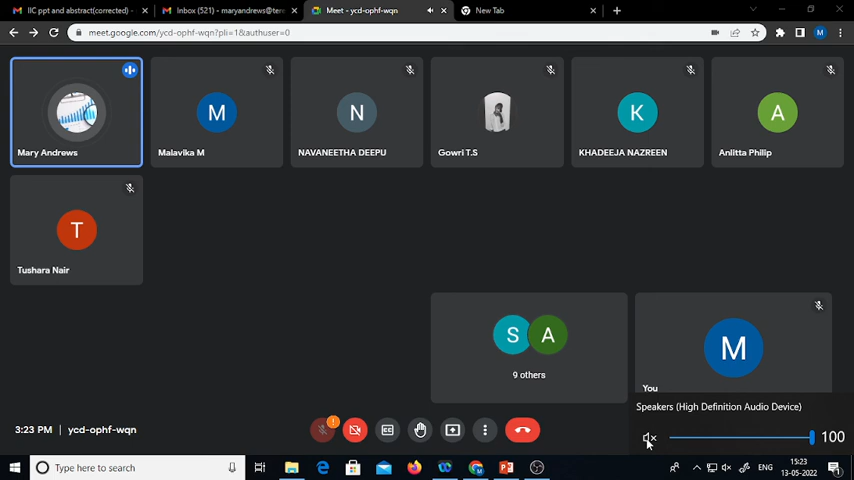 IIC ppt and abstract(corrected) -
Inbox (521) - maryandrews@ter
Meet - ycd-ophf-wqn
New Tab
meet.google.com/ycd-ophf-wqn?pli=1&authuser=0
M
Mary Andrews
M
Malavika M
N
NAVANEETHA DEEPU
Gowri T.S
K
KHADEEJA NAZREEN
A
Anlitta Philip
T
Tushara Nair
S A
9 others
M
You
Speakers (High Definition Audio Device)
100
3:23 PM | ycd-ophf-wqn
Type here to search
ENG
15:23
13-05-2022